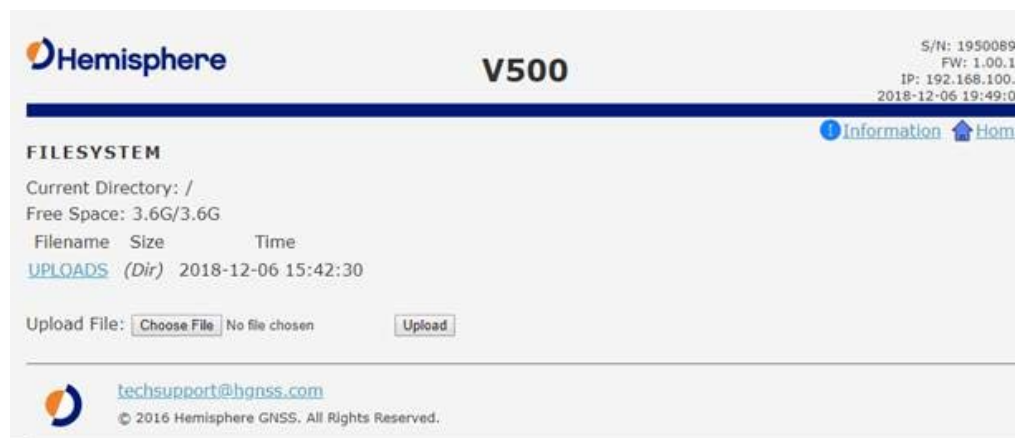 Hemisphere
V500
S/N: 1950089
FW: 1.00.1
IP: 192.168.100.
2018-12-06 19:49:0
Information Hom
FILESYSTEM
Current Directory: /
Free Space: 3.6G/3.6G
Filename Size Time
UPLOADS (Dir) 2018-12-06 15:42:30
Upload File: Choose File No file chosen Upload
techsupport@hgnss.com
© 2016 Hemisphere GNSS. All Rights Reserved.